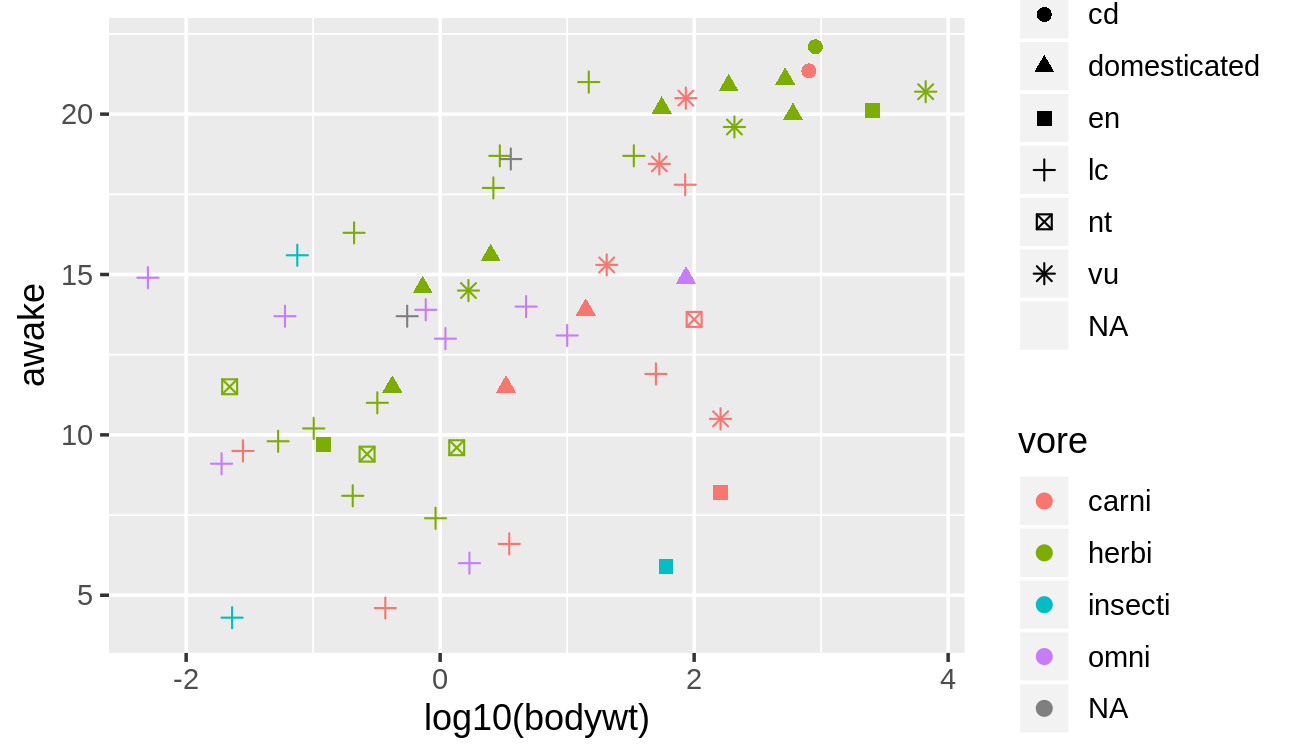 cd
domesticated
en
lc
nt
vu
NA
vore
carni
herbi
insecti
omni
NA
awake
20
15
10
5
-2
0
2
4
log10(bodywt)